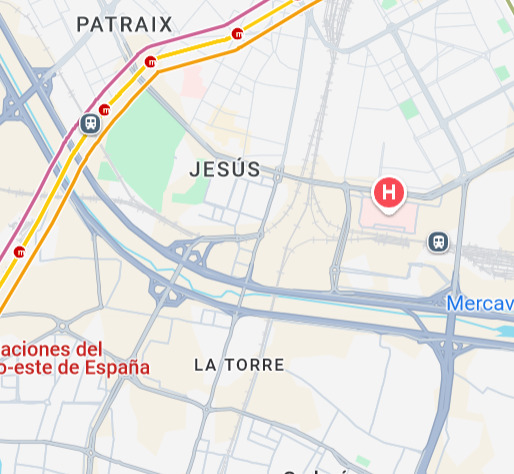 PATRAIX
JESÚS
H
Mercav
aciones del
o-este de España
LA TORRE